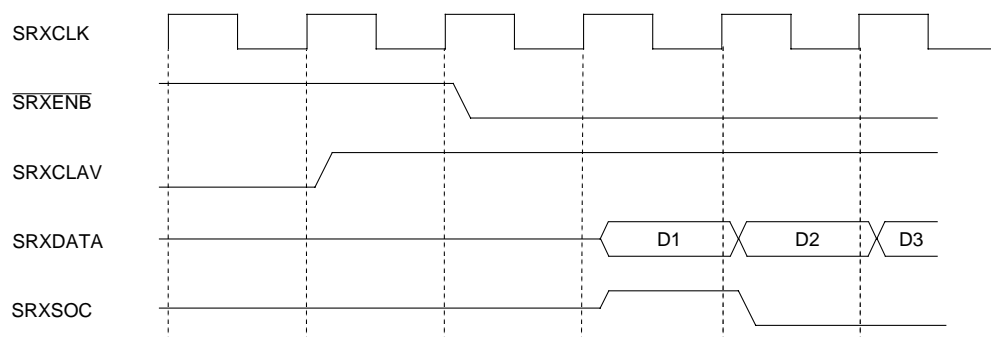 SRXCLK
SRXENB
SRXCLAV
SRXDATA D1 D2 D3
SRXSOC